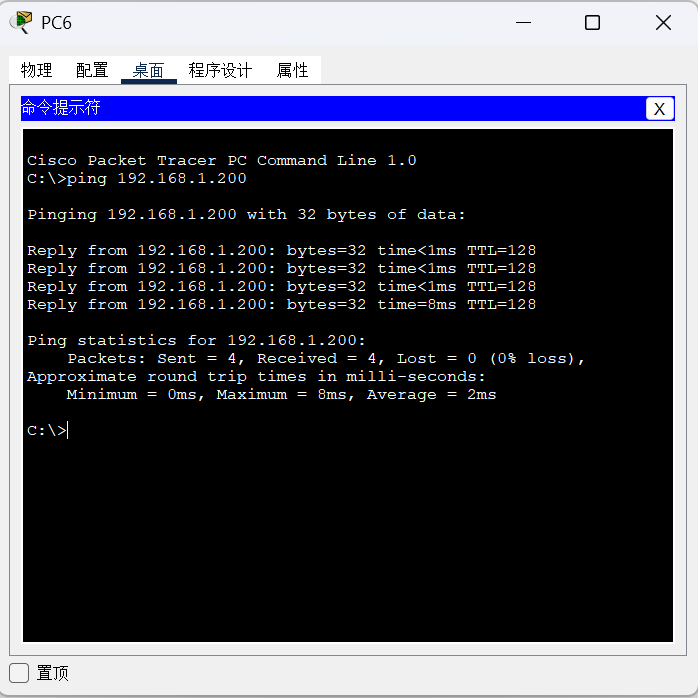 PC6
物理 配置 桌面 程序设计 属性
命令提示符 X
Cisco Packet Tracer PC Command Line 1.0
C:\>ping 192.168.1.200
Pinging 192.168.1.200 with 32 bytes of data:
Reply from 192.168.1.200: bytes=32 time<1ms TTL=128
Reply from 192.168.1.200: bytes=32 time<1ms TTL=128
Reply from 192.168.1.200: bytes=32 time<1ms TTL=128
Reply from 192.168.1.200: bytes=32 time=8ms TTL=128
Ping statistics for 192.168.1.200:
Packets: Sent = 4, Received = 4, Lost = 0 (0% loss),
Approximate round trip times in milli-seconds:
Minimum = 0ms, Maximum = 8ms, Average = 2ms
C:\>
置顶